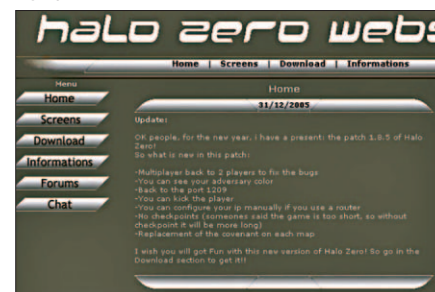 halo zero webs
Home | Screens | Download | Informations
Menu
Home
Screens
Download
Informations
Forums
Chat
Home
31/12/2005
Update:
OK people, for the new year, i have a present: the patch 1.8.5 of Halo
Zero!
So what is new in this patch:
-Multiplayer back to 2 players to fix the bugs
-You can see your adversary color
-Back to the port 1209
-You can kick the player
-You can configure your ip manually if you use a router
-No checkpoints (someones said the game is too short, so without
checkpoint it will be more long)
-Replacement of the covenant on each map
I wish you will got Fun with this new version of Halo Zero! So go in the
Download section to get it!!